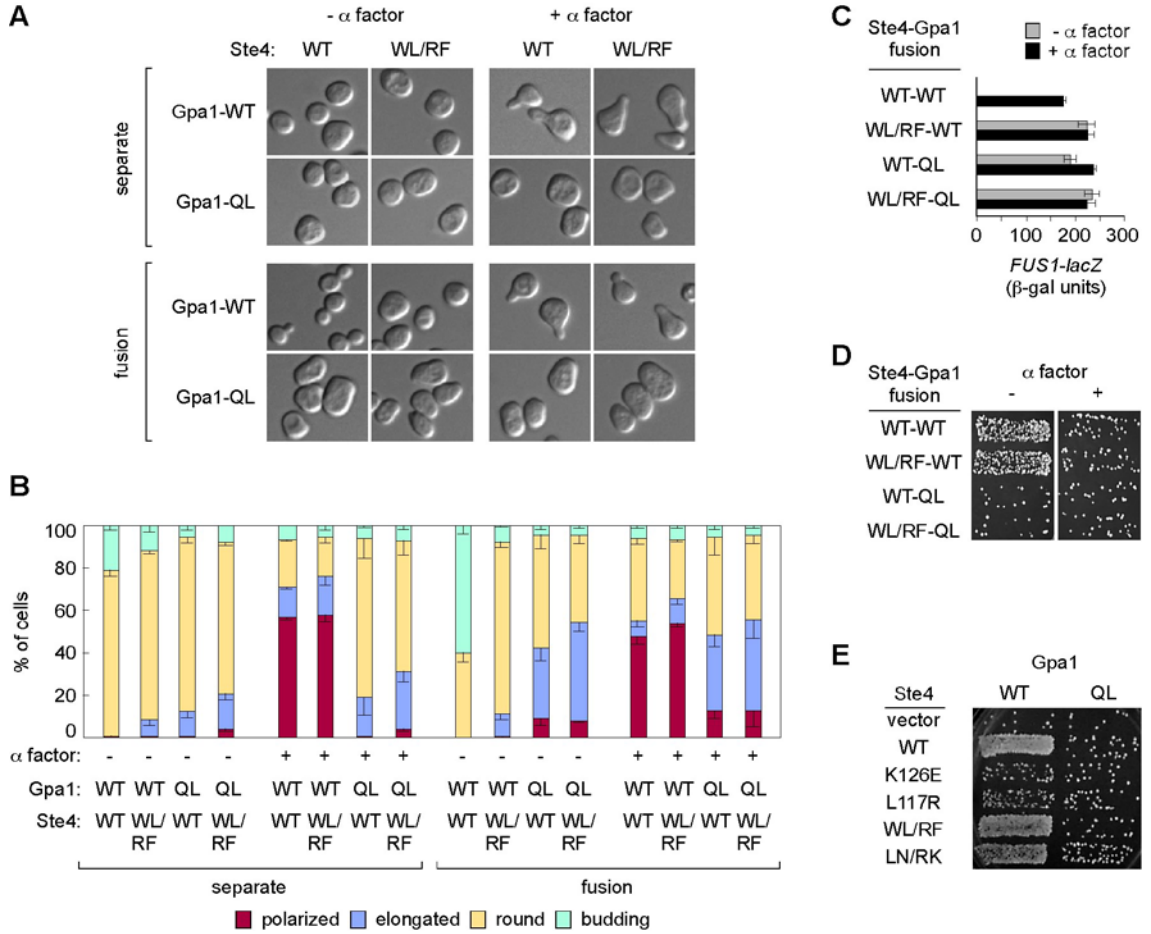 A
- α factor + α factor
Ste4: WT WL/RF WT WL/RF
separate
Gpa1-WT
Gpa1-QL
fusion
Gpa1-WT
Gpa1-QL
B
% of cells
100
80
60
40
20
0
α factor: - - - - + + + + - - - - + + + +
Gpa1: WT WT QL QL WT WT QL QL WT WT QL QL WT WT QL QL
Ste4: WT WL/ WT WL/ WT WL/ WT WL/ WT WL/ WT WL/ WT WL/ WT WL/
RF RF RF RF RF RF RF RF
separate fusion
polarized elongated round budding
C
Ste4-Gpa1
fusion
- α factor
+ α factor
WT-WT
WL/RF-WT
WT-QL
WL/RF-QL
0 100 200 300
FUS1-lacZ
(β-gal units)
D
Ste4-Gpa1
fusion
α factor
- +
WT-WT
WL/RF-WT
WT-QL
WL/RF-QL
E
Gpa1
Ste4 WT QL
vector
WT
K126E
L117R
WL/RF
LN/RK